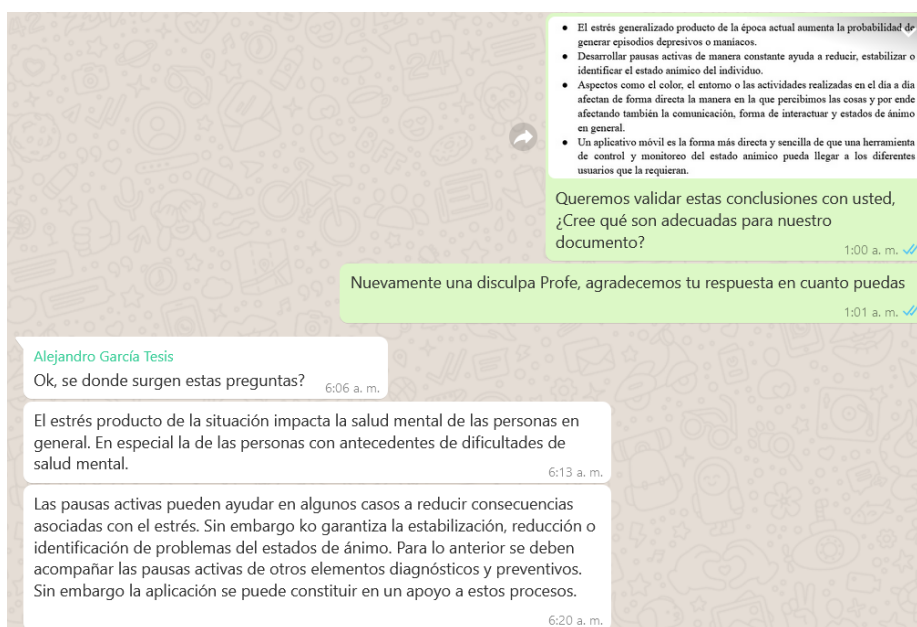 ● El estrés generalizado producto de la época actual aumenta la probabilidad de
generar episodios depresivos o maníacos.
● Desarrollar pausas activas de manera constante ayuda a reducir, estabilizar o
identificar el estado anímico del individuo.
● Aspectos como el color, el entorno o las actividades realizadas en el día a día
afectan de forma directa la manera en la que percibimos las cosas y por ende
afectando también la comunicación, forma de interactuar y estados de ánimo
en general.
● Un aplicativo móvil es la forma más directa y sencilla de que una herramienta
de control y monitoreo del estado anímico pueda llegar a los diferentes
usuarios que la requieran.
Queremos validar estas conclusiones con usted,
¿Cree qué son adecuadas para nuestro
documento?
1:00 a. m.
Nuevamente una disculpa Profe, agradecemos tu respuesta en cuanto puedas
1:01 a. m.
Alejandro García Tesis
Ok, se donde surgen estas preguntas?
6:06 a. m.
El estrés producto de la situación impacta la salud mental de las personas en
general. En especial la de las personas con antecedentes de dificultades de
salud mental.
6:13 a. m.
Las pausas activas pueden ayudar en algunos casos a reducir consecuencias
asociadas con el estrés. Sin embargo ko garantiza la estabilización, reducción o
identificación de problemas del estados de ánimo. Para lo anterior se deben
acompañar las pausas activas de otros elementos diagnósticos y preventivos.
Sin embargo la aplicación se puede constituir en un apoyo a estos procesos.
6:20 a. m.